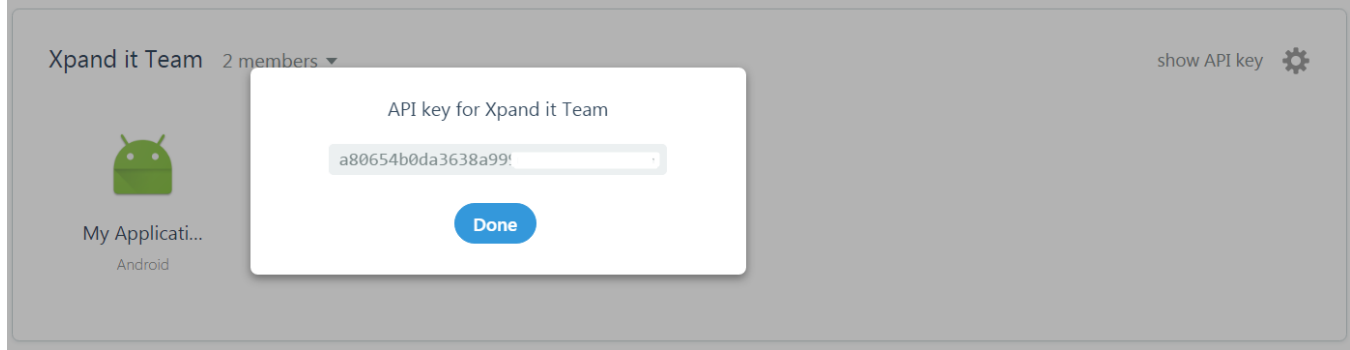 Xpand it Team 2 members show API key
API key for Xpand it Team
a80654b0da3638a99
Done
My Applicati...
Android